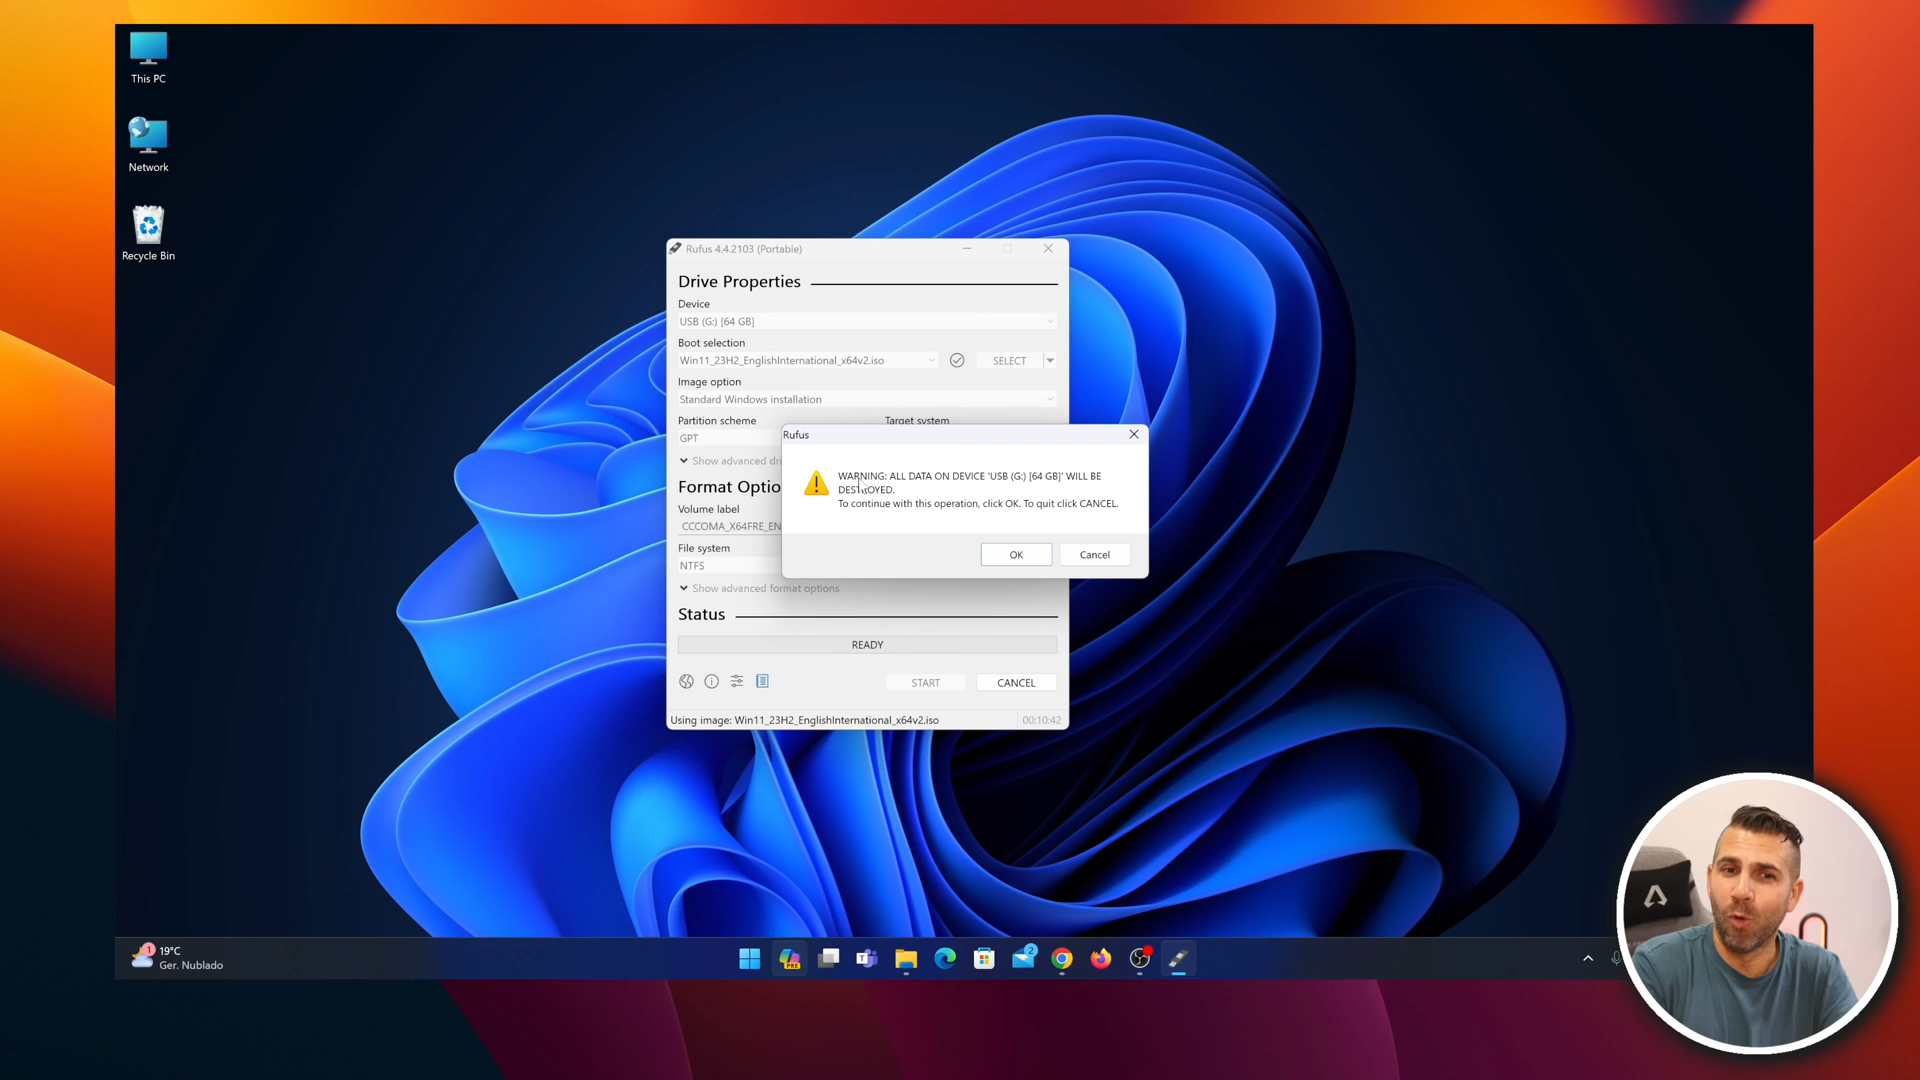 This PC
Network
Recycle Bin
Rufus 4.4.2103 (Portable)
Drive Properties
Device
USB (G:) [64 GB]
Boot selection
Win11_23H2_EnglishInternational_x64v2.iso
SELECT
Image option
Standard Windows installation
Partition scheme
Target system
GPT
Show advanced dri
Format Optio
Volume label
CCCOMA_X64FRE_EN
File system
NTFS
Show advanced format options
Rufus
WARNING: ALL DATA ON DEVICE 'USB (G:) [64 GB]' WILL BE
DESTROYED.
To continue with this operation, click OK. To quit click CANCEL.
OK
Cancel
Status
READY
START
CANCEL
Using image: Win11_23H2_EnglishInternational_x64v2.iso
00:10:42
1
19°C
Ger. Nublado
PRE
T
2